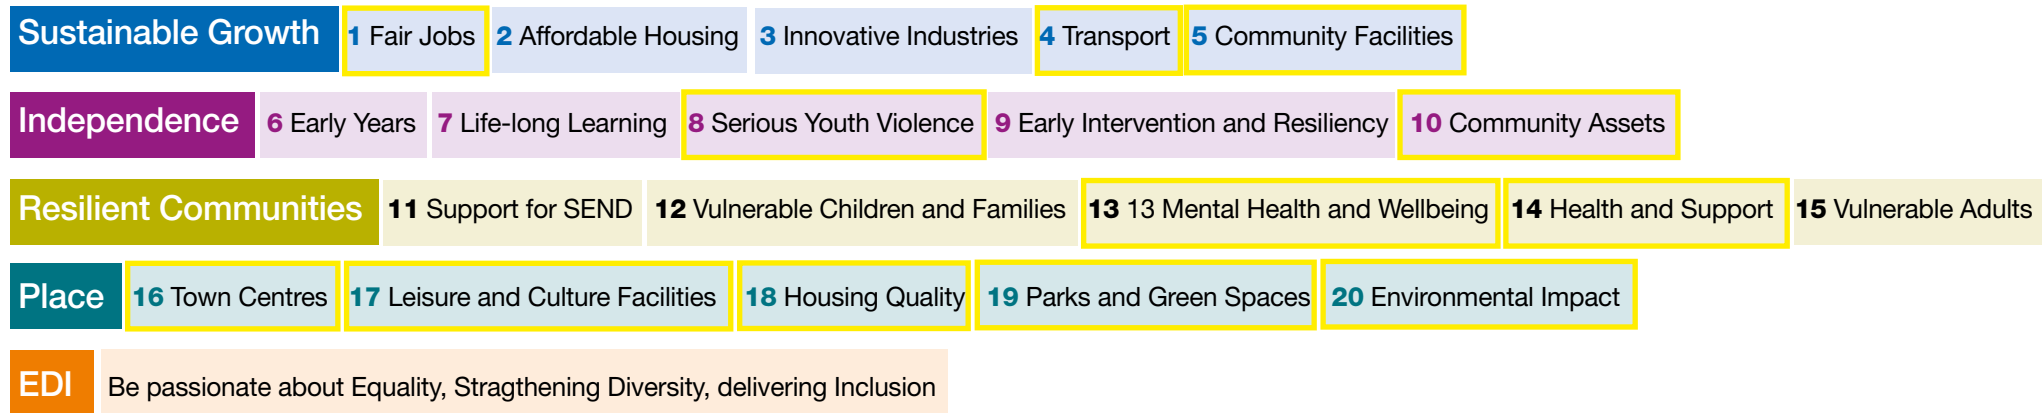 Sustainable Growth 1 Fair Jobs 2 Affordable Housing 3 Innovative Industries 4 Transport 5 Community Facilities
Independence 6 Early Years 7 Life-long Learning 8 Serious Youth Violence 9 Early Intervention and Resiliency 10 Community Assets
Resilient Communities 11 Support for SEND 12 Vulnerable Children and Families 13 13 Mental Health and Wellbeing 14 Health and Support 15 Vulnerable Adults
Place 16 Town Centres 17 Leisure and Culture Facilities 18 Housing Quality 19 Parks and Green Spaces 20 Environmental Impact
EDI Be passionate about Equality, Stragthening Diversity, delivering Inclusion